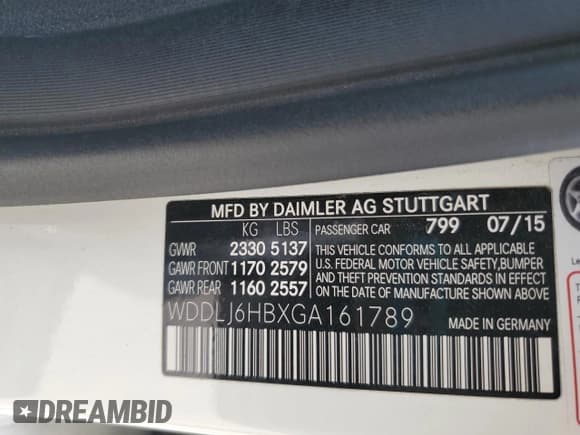 MFD BY DAIMLER AG STUTTGART
KG LBS PASSENGER CAR 799 07/15
GVWR 2330 5137
GAWR FRONT 1170 2579
GAWR REAR 1160 2557
THIS VEHICLE CONFORMS TO ALL APPLICABLE
U.S. FEDERAL MOTOR VEHICLE SAFETY,BUMPER
AND THEFT PREVENTION STANDARDS IN EFFECT
ON THE DATE OF MANUFACTURE SHOWN ABOVE.
WDDLJ6HBXGA161789
MADE IN GERMANY
DREAMBID